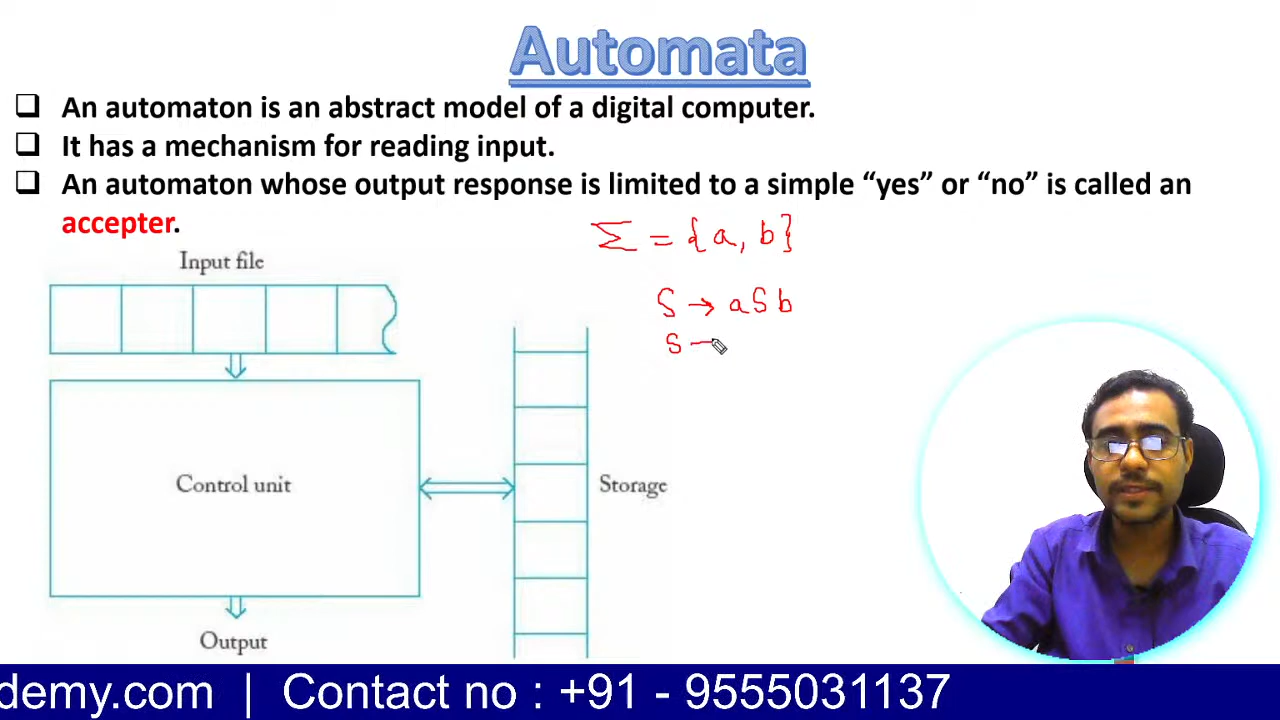 Automata
❑ An automaton is an abstract model of a digital computer.
❑ It has a mechanism for reading input.
❑ An automaton whose output response is limited to a simple “yes” or “no” is called an
accepter.
Σ = {a, b}
Input file
S → aSb
S –
Control unit
Storage
Output
demy.com | Contact no : +91 - 9555031137